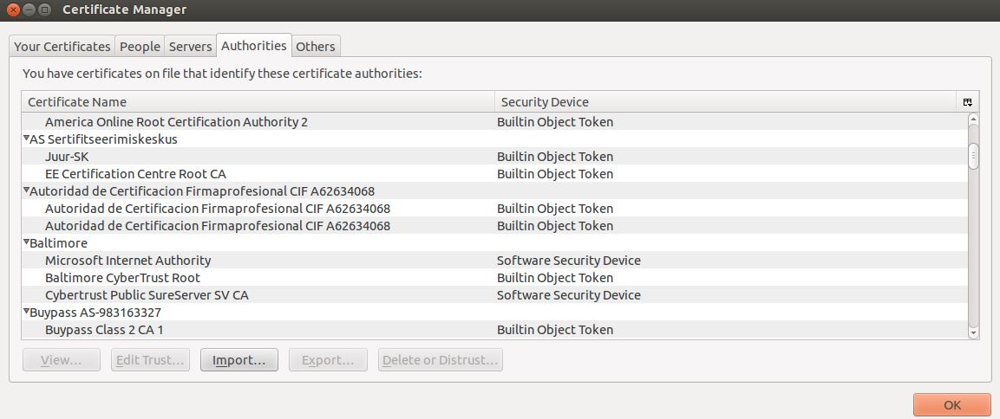 Certificate Manager
Your Certificates People Servers Authorities Others
You have certificates on file that identify these certificate authorities:
Certificate Name Security Device
America Online Root Certification Authority 2 Builtin Object Token
AS Sertifitseerimiskeskus
Juur-SK Builtin Object Token
EE Certification Centre Root CA Builtin Object Token
Autoridad de Certificacion Firmaprofesional CIF A62634068
Autoridad de Certificacion Firmaprofesional CIF A62634068 Builtin Object Token
Autoridad de Certificacion Firmaprofesional CIF A62634068 Builtin Object Token
Baltimore
Microsoft Internet Authority Software Security Device
Baltimore CyberTrust Root Builtin Object Token
Cybertrust Public SureServer SV CA Software Security Device
Buypass AS-983163327
Buypass Class 2 CA 1 Builtin Object Token
View... Edit Trust... Import... Export... Delete or Distrust...
OK